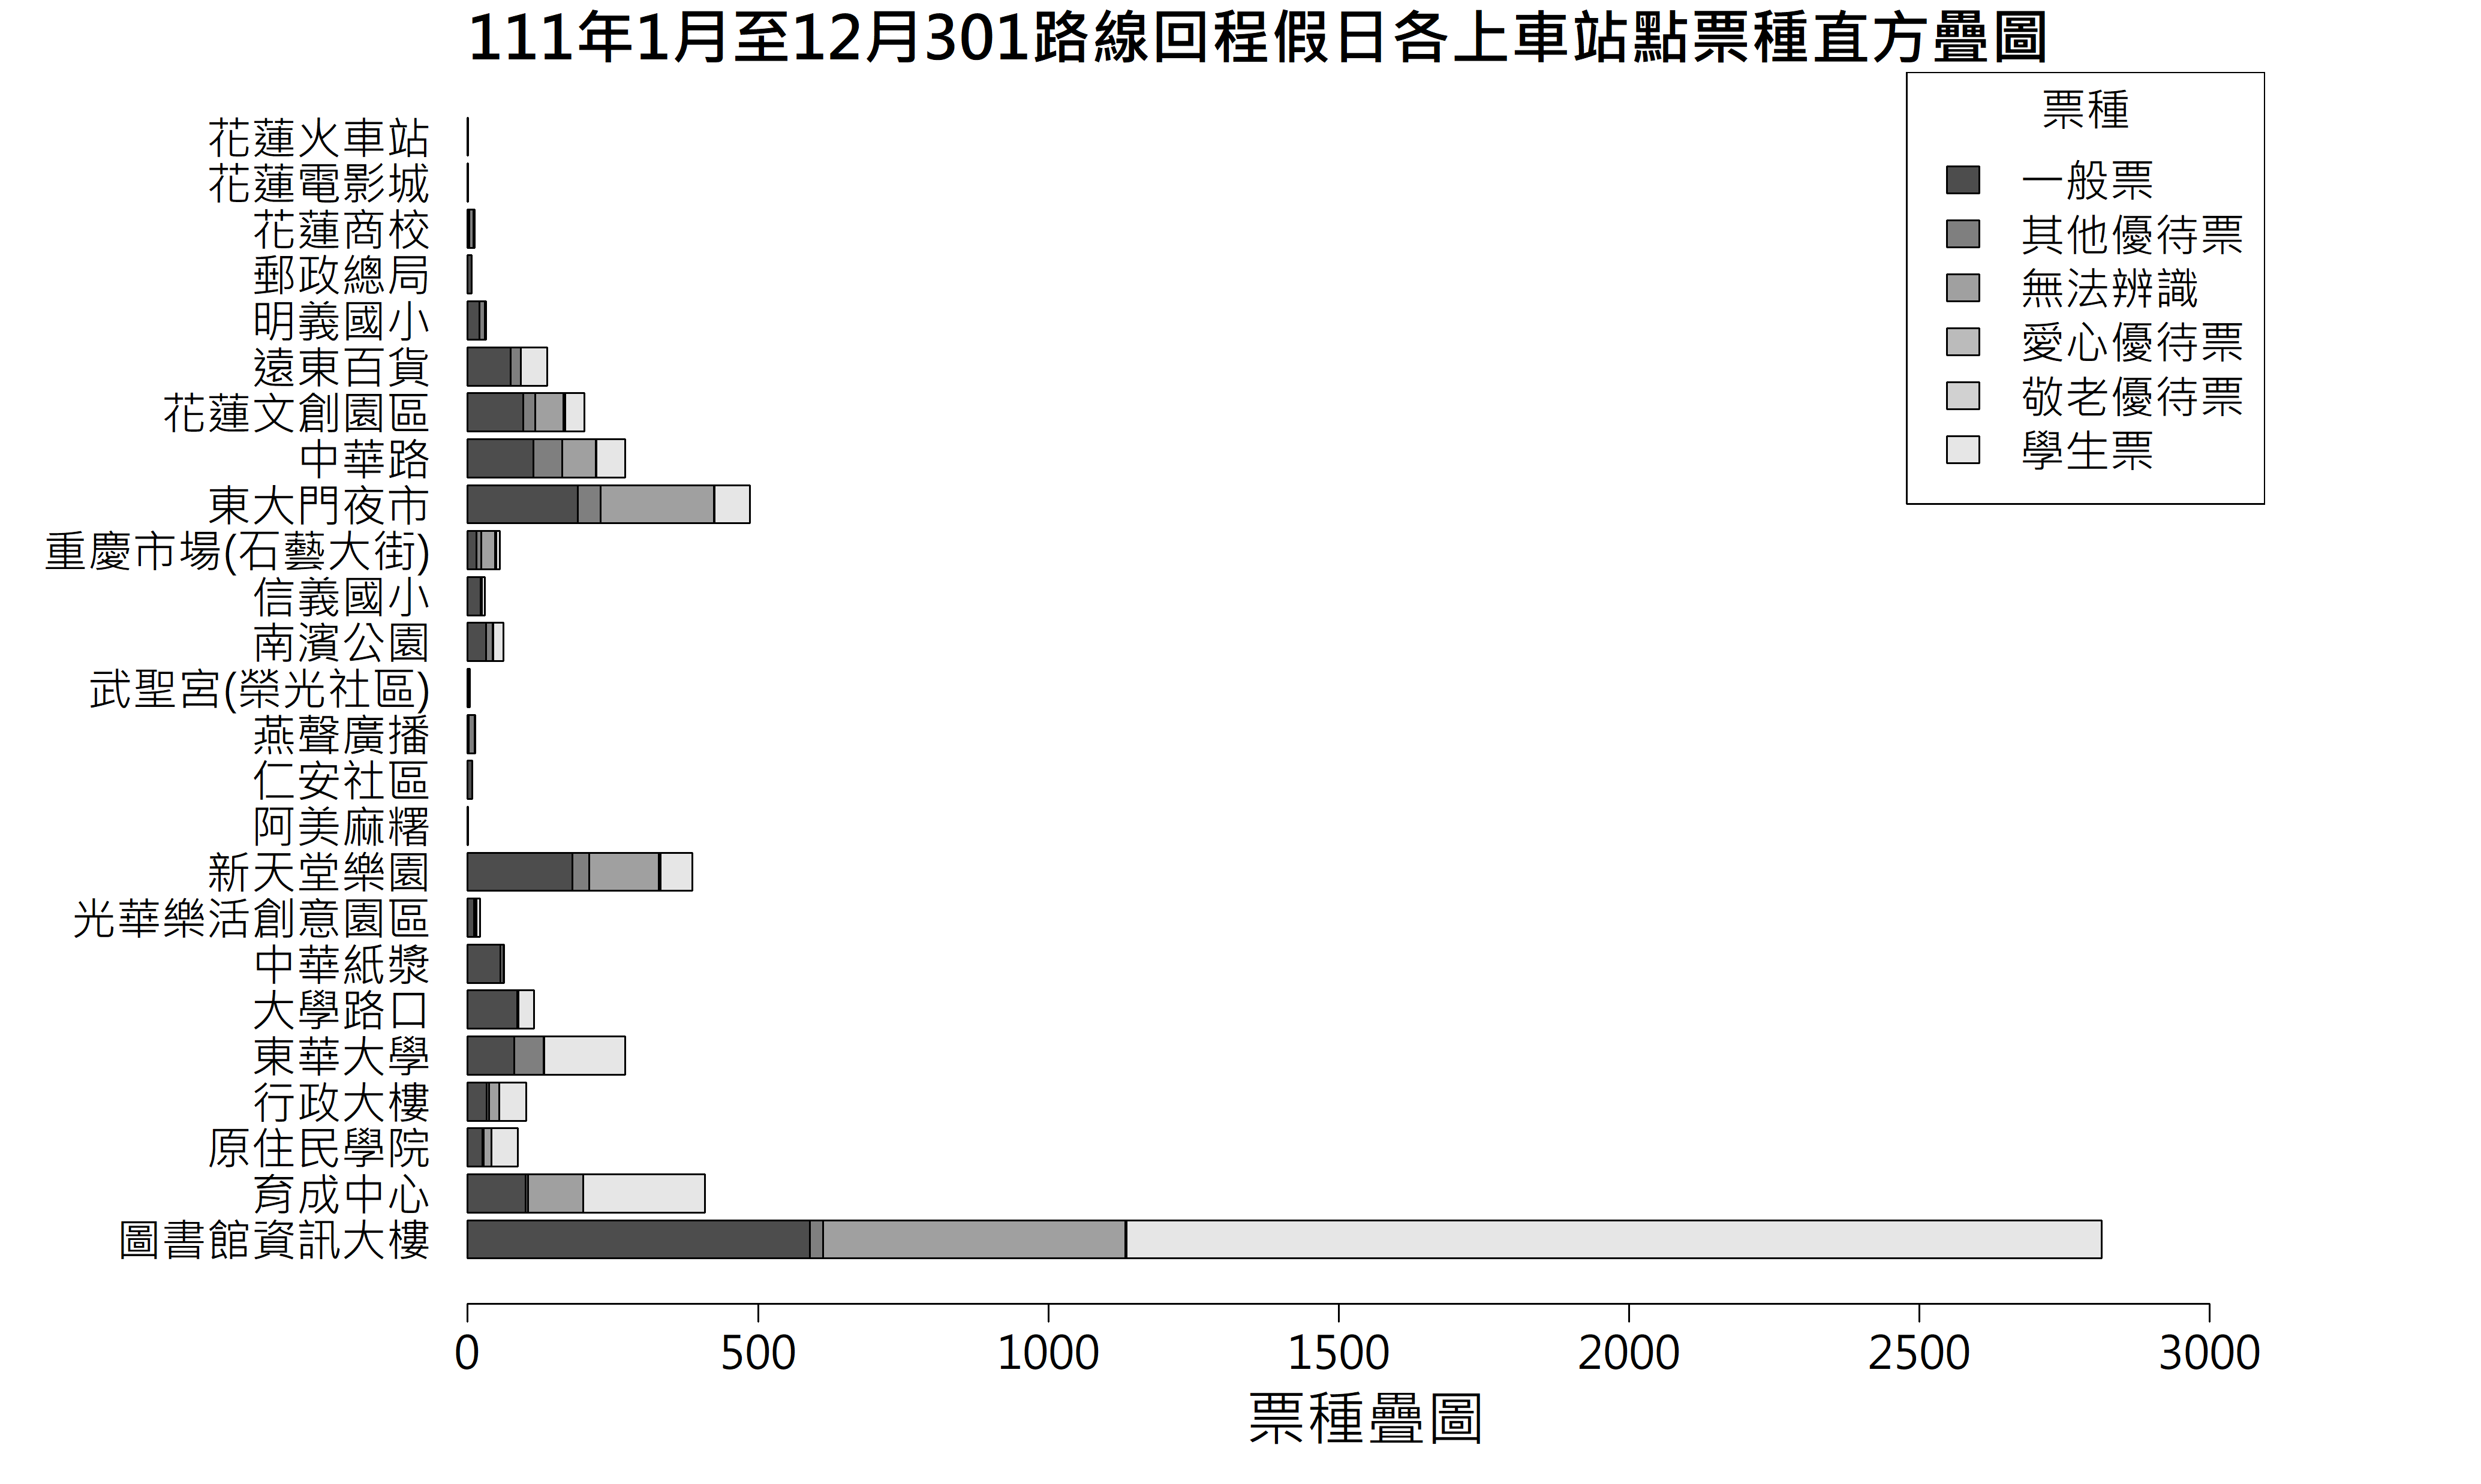 111年1月至12月301路線回程假日各上車站點票種直方疊圖
票種
一般票
其他優待票
無法辨識
愛心優待票
敬老優待票
學生票
花蓮火車站
花蓮電影城
花蓮商校
郵政總局
明義國小
遠東百貨
花蓮文創園區
中華路
東大門夜市
重慶市場(石藝大街)
信義國小
南濱公園
武聖宮(榮光社區)
燕聲廣播
仁安社區
阿美麻糬
新天堂樂園
光華樂活創意園區
中華紙漿
大學路口
東華大學
行政大樓
原住民學院
育成中心
圖書館資訊大樓
0 500 1000 1500 2000 2500 3000
票種疊圖